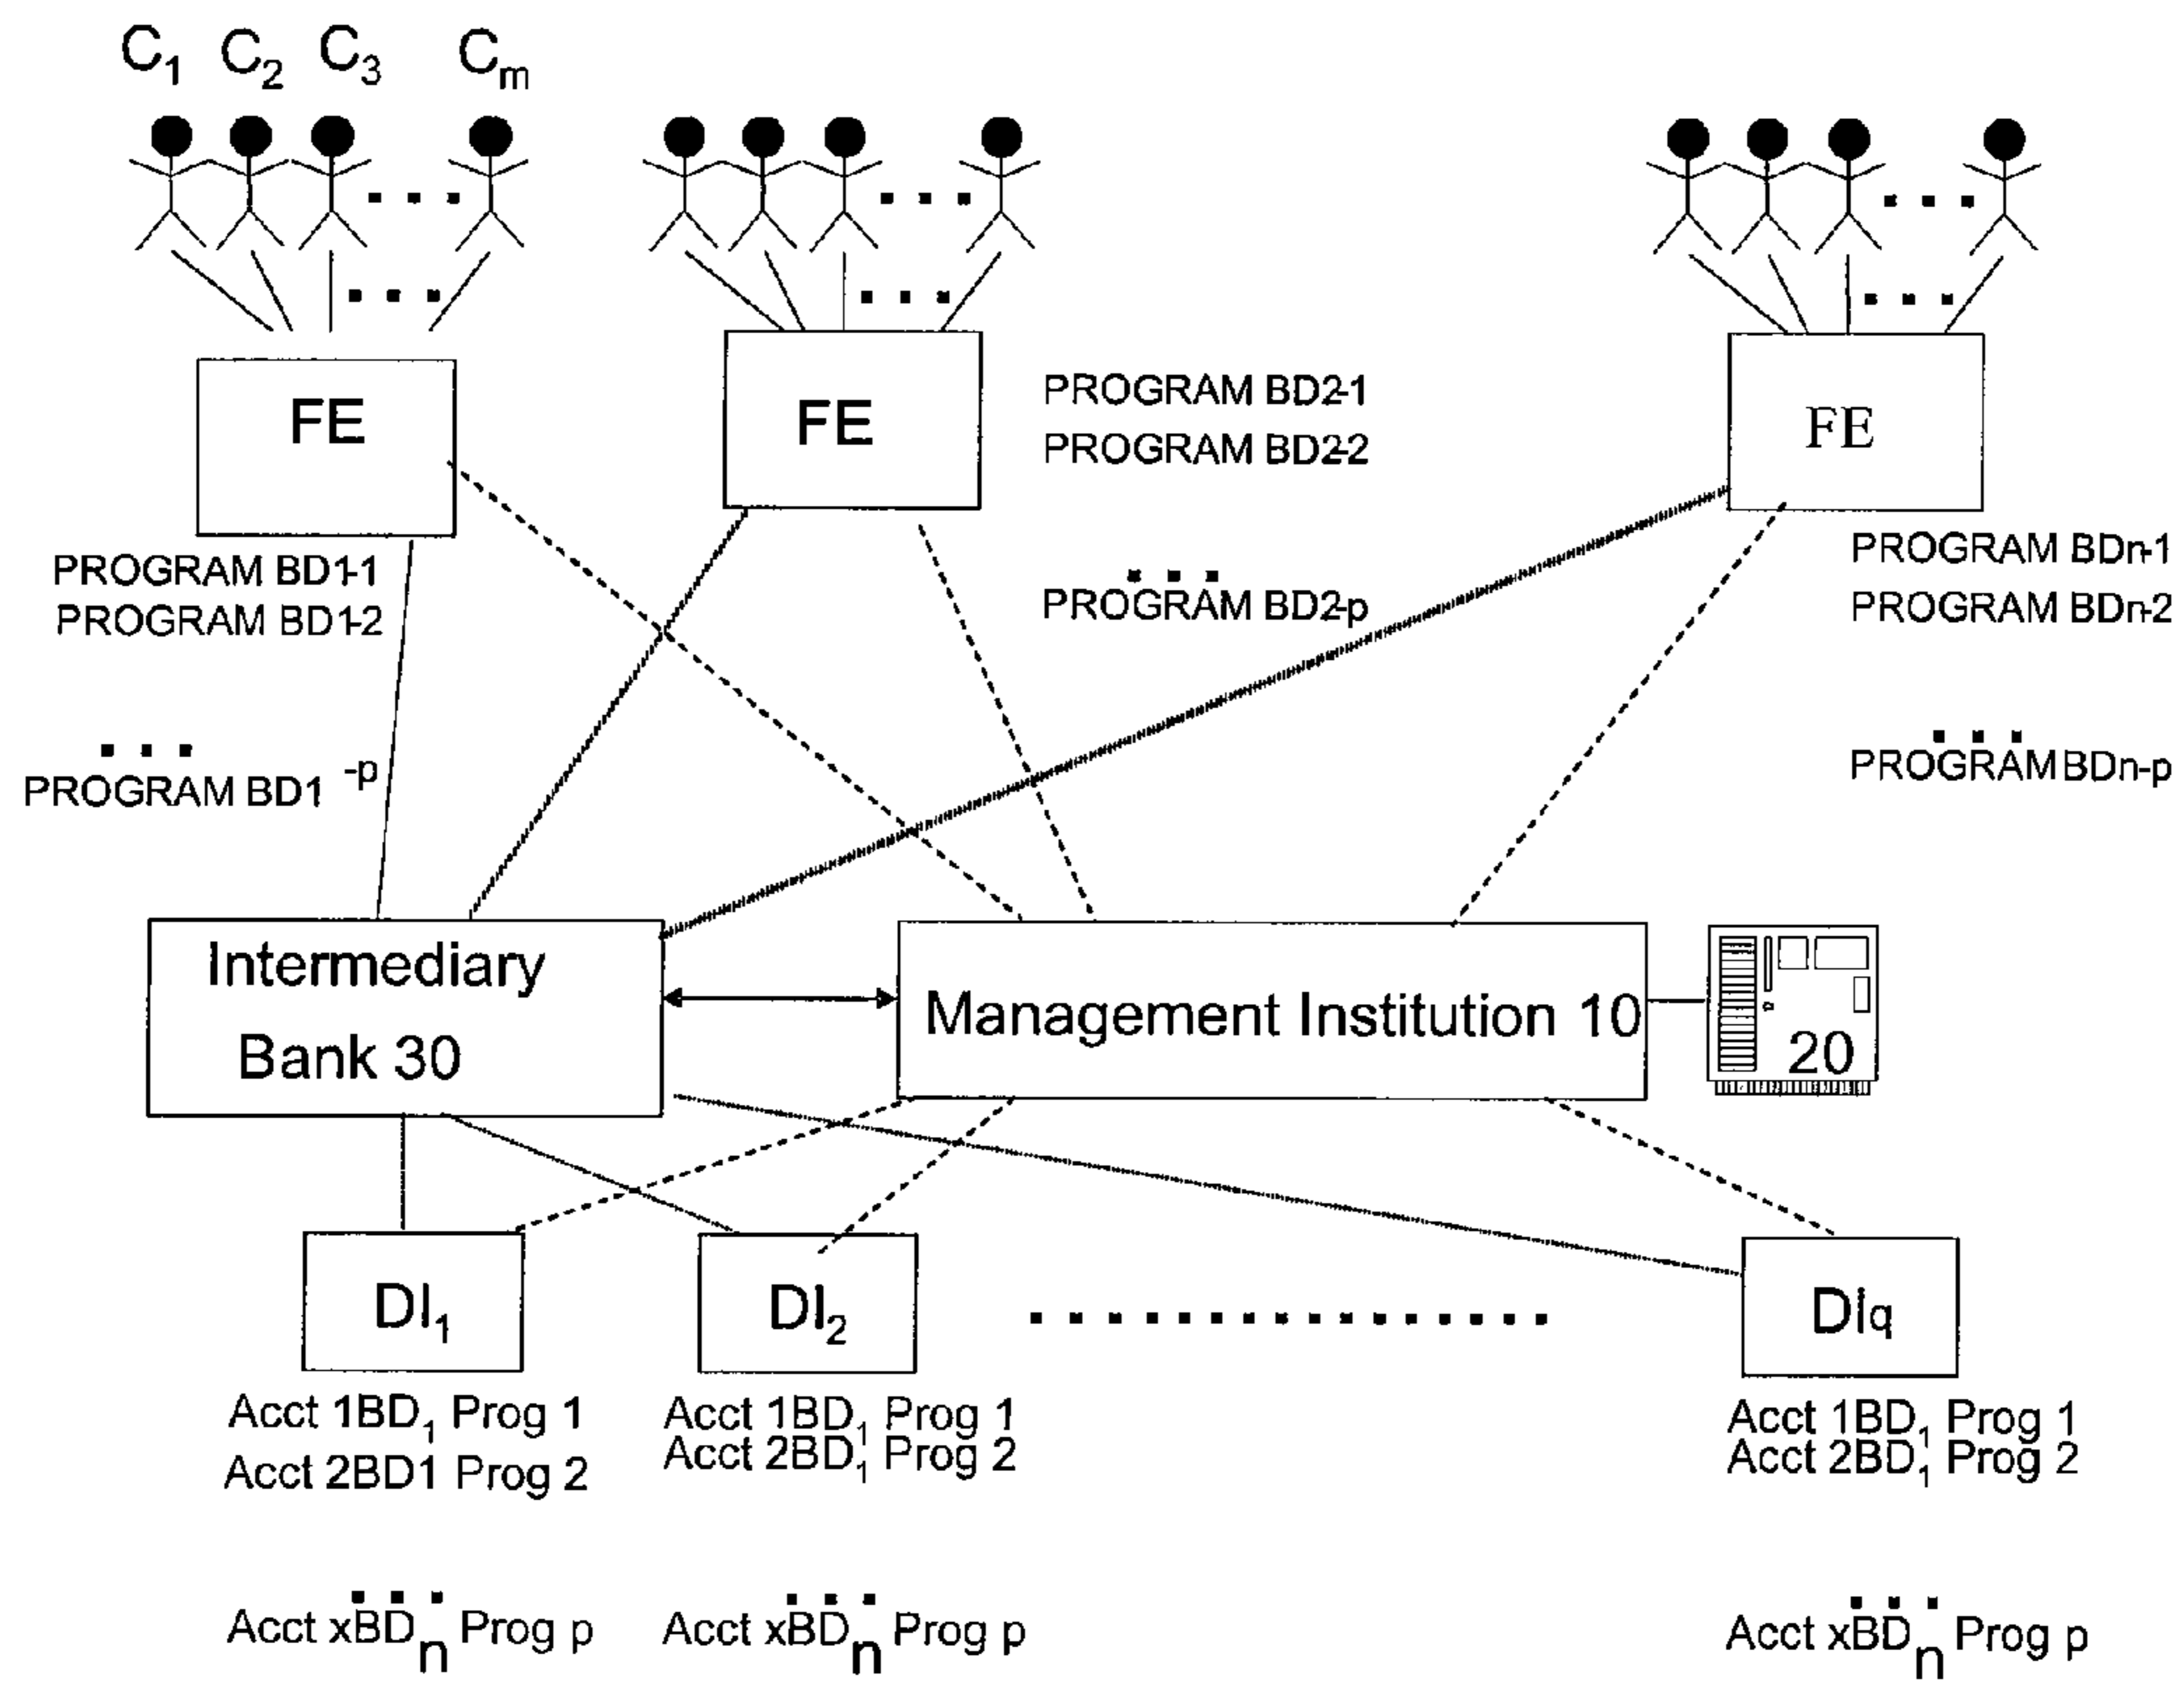 C1 C2 C3 Cm
FE
FE
FE
PROGRAM BD2-1
PROGRAM BD2-2
PROGRAM BD2-p
PROGRAM BD1-1
PROGRAM BD1-2
PROGRAM BD1 -p
PROGRAM BDn-1
PROGRAM BDn-2
PROGRAM BDn-p
Intermediary
Bank 30
Management Institution 10
20
DI1
DI2
DIq
Acct 1BD1 Prog 1
Acct 2BD1 Prog 2
Acct xBDn Prog p
Acct 1BD1 Prog 1
Acct 2BD1 Prog 2
Acct xBDn Prog p
Acct 1BD1 Prog 1
Acct 2BD1 Prog 2
Acct xBDn Prog p